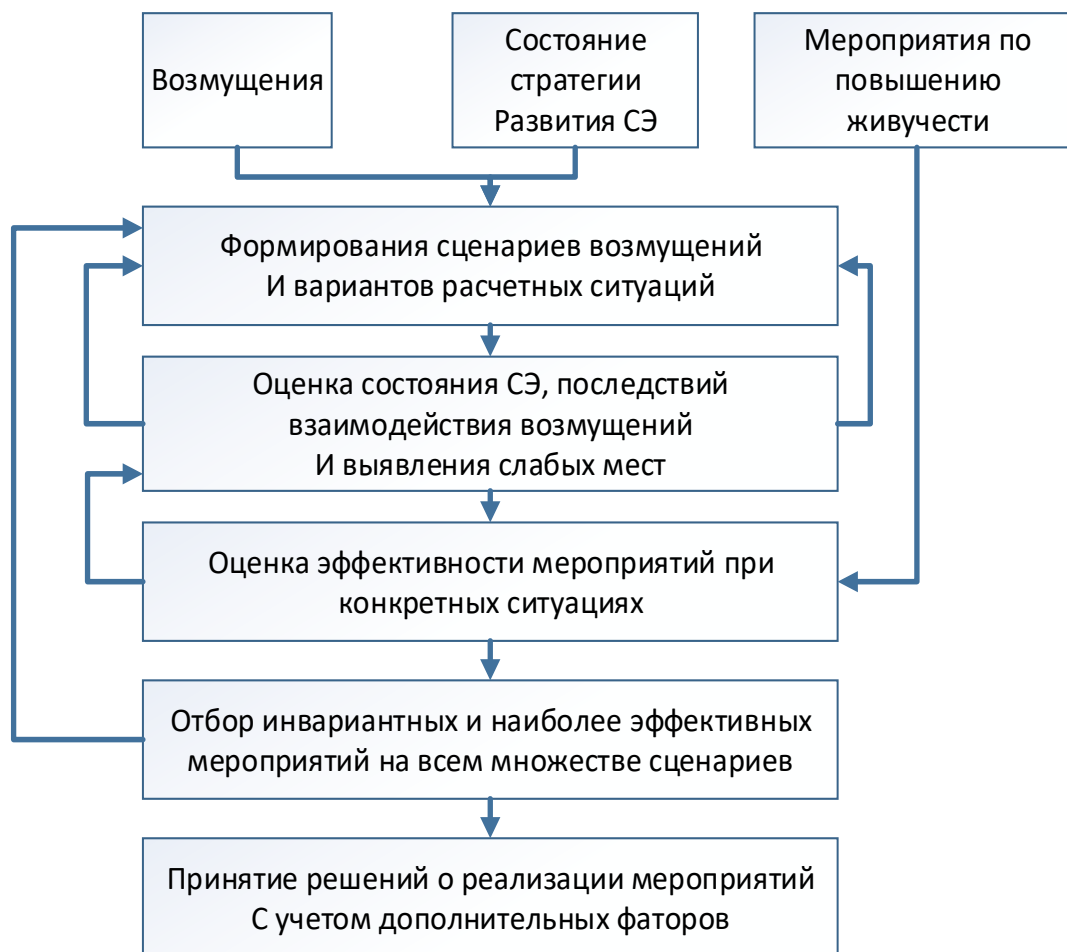 Возмущения
Состояние
стратегии
Развития СЭ
Мероприятия по
повышению
живучести
Формирования сценариев возмущений
И вариантов расчетных ситуаций
Оценка состояния СЭ, последствий
взаимодействия возмущений
И выявления слабых мест
Оценка эффективности мероприятий при
конкретных ситуациях
Отбор инвариантных и наиболее эффективных
мероприятий на всем множестве сценариев
Принятие решений о реализации мероприятий
С учетом дополнительных фаторов